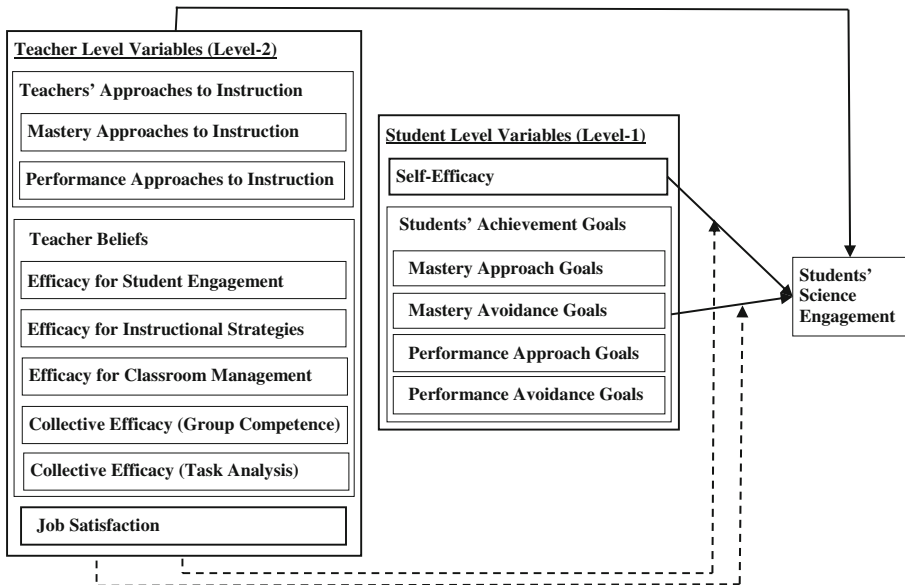 Teacher Level Variables (Level-2)
Teachers’ Approaches to Instruction
Mastery Approaches to Instruction
Performance Approaches to Instruction
Teacher Beliefs
Efficacy for Student Engagement
Efficacy for Instructional Strategies
Efficacy for Classroom Management
Collective Efficacy (Group Competence)
Collective Efficacy (Task Analysis)
Job Satisfaction
Student Level Variables (Level-1)
Self-Efficacy
Students’ Achievement Goals
Mastery Approach Goals
Mastery Avoidance Goals
Performance Approach Goals
Performance Avoidance Goals
Students’
Science
Engagement